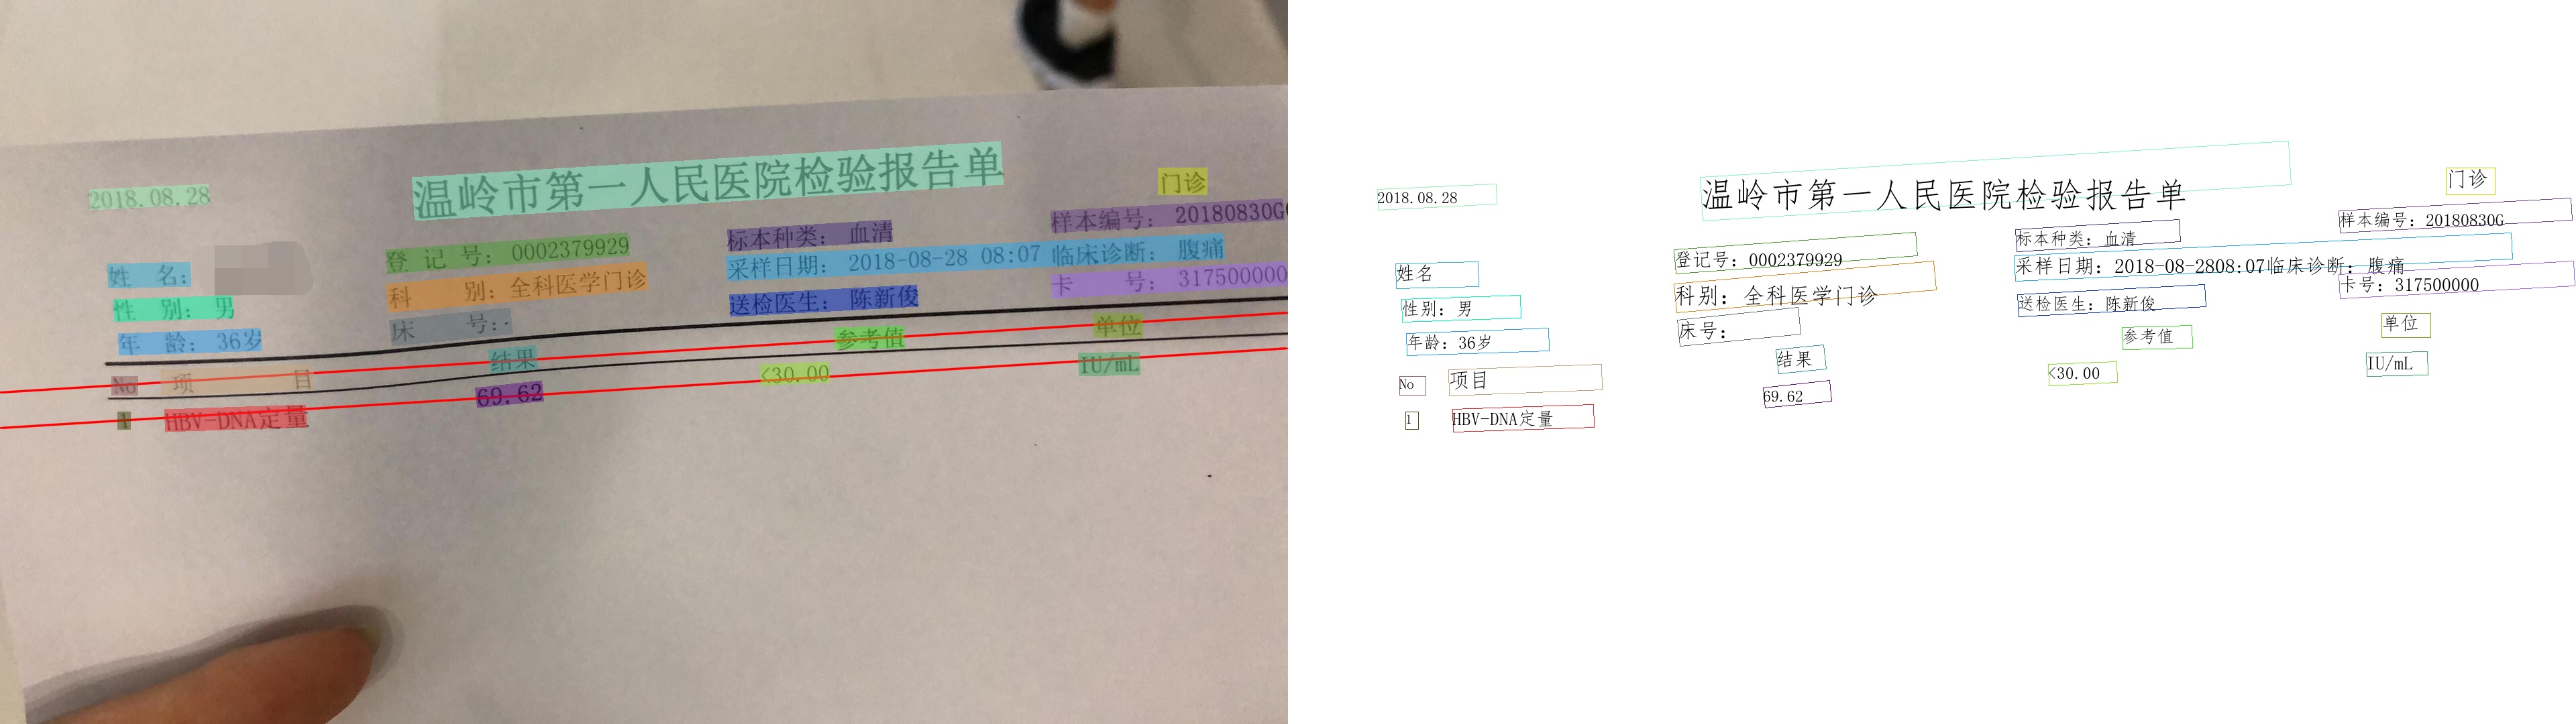 2018.08.28
温岭市第一人民医院检验报告单
门诊
姓 名:
登 记 号: 0002379929
标本种类: 血清
样本编号: 20180830G
性 别: 男
科 别: 全科医学门诊
采样日期: 2018-08-28 08:07 临床诊断: 腹痛
年 龄: 36岁
床 号:
送检医生: 陈新俊
卡 号: 317500000
No 项 目 结果 参考值 单位
1 HBV-DNA定量 69.62 <30.00 IU/mL
2018.08.28
温岭市第一人民医院检验报告单
门诊
姓名
登记号: 0002379929
标本种类: 血清
样本编号: 20180830G
性别: 男
科别: 全科医学门诊
采样日期: 2018-08-2808:07临床诊断: 腹痛
年龄: 36岁
床号:
送检医生: 陈新俊
卡号: 317500000
No 项目 结果 参考值 单位
1 HBV-DNA定量 69.62 <30.00 IU/mL